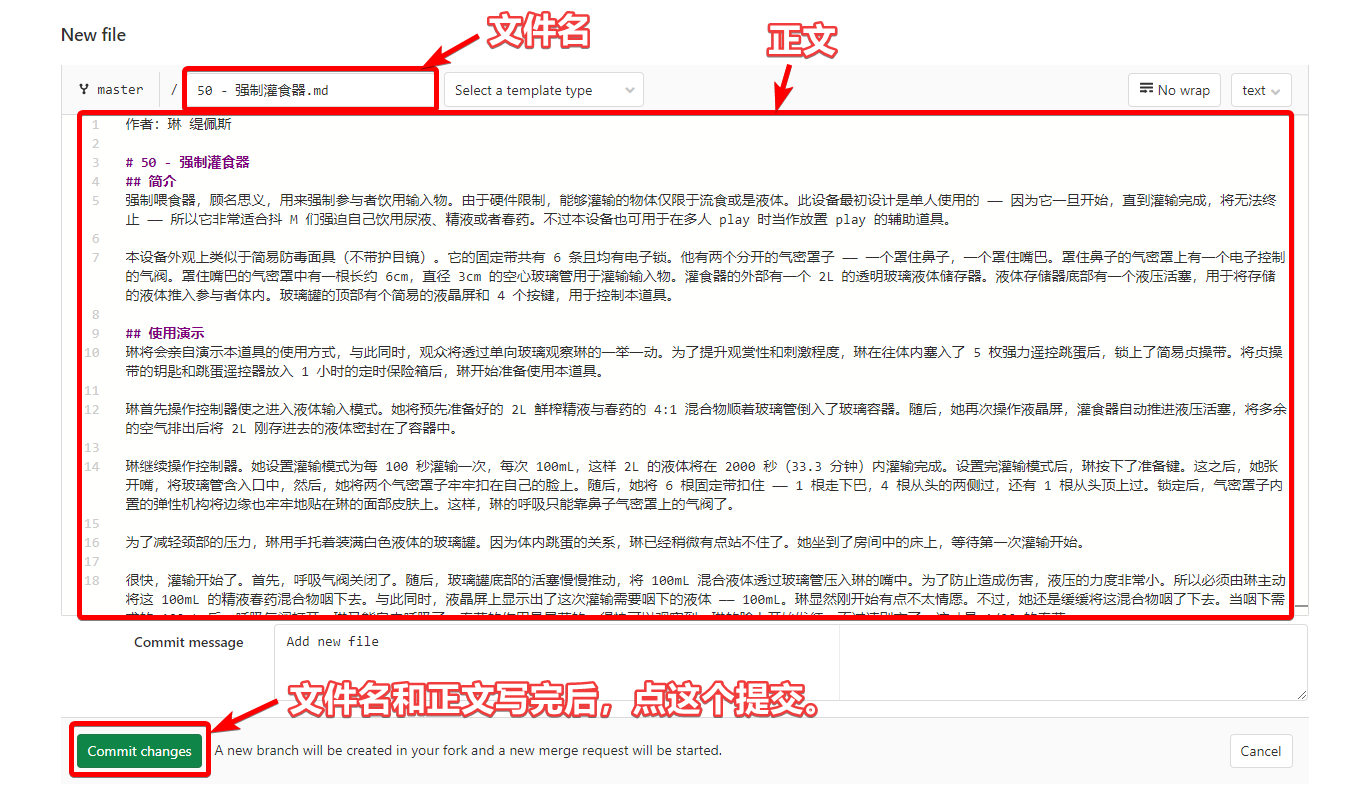 New file
文件名
正文
master
/
50 - 强制灌食器.md
Select a template type
No wrap
text
1 作者：琳 缇佩斯
2
3 # 50 - 强制灌食器
4 ## 简介
5 强制喂食器，顾名思义，用来强制参与者饮用输入物。由于硬件限制，能够灌输的物体仅限于流食或是液体。此设备最初设计是单人使用的 —— 因为它一旦开始，直到灌输完成，将无法终
止 —— 所以它非常适合抖 M 们强迫自己饮用尿液、精液或者春药。不过本设备也可用于在多人 play 时当作放置 play 的辅助道具。
6
7 本设备外观上类似于简易防毒面具（不带护目镜）。它的固定带共有 6 条且均有电子锁。他有两个分开的气密罩子 —— 一个罩住鼻子，一个罩住嘴巴。罩住鼻子的气密罩上有一个电子控制
的气阀。罩住嘴巴的气密罩中有一根长约 6cm，直径 3cm 的空心玻璃管用于灌输输入物。灌食器的外部有一个 2L 的透明玻璃液体储存器。液体存储器底部有一个液压活塞，用于将存储
的液体推入参与者体内。玻璃罐的顶部有个简易的液晶屏和 4 个按键，用于控制本道具。
8
9 ## 使用演示
10 琳将会亲自演示本道具的使用方式，与此同时，观众将透过单向玻璃观察琳的一举一动。为了提升观赏性和刺激程度，琳在往体内塞入了 5 枚强力遥控跳蛋后，锁上了简易贞操带。将贞操
带的钥匙和跳蛋遥控器放入 1 小时的定时保险箱后，琳开始准备使用本道具。
11
12 琳首先操作控制器使之进入液体输入模式。她将预先准备好的 2L 鲜榨精液与春药的 4:1 混合物顺着玻璃管倒入了玻璃容器。随后，她再次操作液晶屏，灌食器自动推进液压活塞，将多余
的空气排出后将 2L 刚存进去的液体密封在了容器中。
13
14 琳继续操作控制器。她设置灌输模式为每 100 秒灌输一次，每次 100mL，这样 2L 的液体将在 2000 秒（33.3 分钟）内灌输完成。设置完灌输模式后，琳按下了准备键。这之后，她张
开嘴，将玻璃管含入口中，然后，她将两个气密罩子牢牢扣在自己的脸上。随后，她将 6 根固定带扣住 —— 1 根走下巴，4 根从头的两侧过，还有 1 根从头顶上过。锁定后，气密罩子内
置的弹性机构将边缘也牢牢地贴在琳的面部皮肤上。这样，琳的呼吸只能靠鼻子气密罩上的气阀了。
15
16 为了减轻颈部的压力，琳用手托着装满白色液体的玻璃罐。因为体内跳蛋的关系，琳已经稍微有点站不住了。她坐到了房间中的床上，等待第一次灌输开始。
17
18 很快，灌输开始了。首先，呼吸气阀关闭了。随后，玻璃罐底部的活塞慢慢推动，将 100mL 混合液体透过玻璃管压入琳的嘴中。为了防止造成伤害，液压的力度非常小。所以必须由琳主动
将这 100mL 的精液春药混合物咽下去。与此同时，液晶屏上显示出了这次灌输需要咽下的液体 —— 100mL。琳显然刚开始有点不太情愿。不过，她还是缓缓将这混合物咽了下去。当咽下需
Commit message
Add new file
文件名和正文写完后，点这个提交。
Commit changes
A new branch will be created in your fork and a new merge request will be started.
Cancel